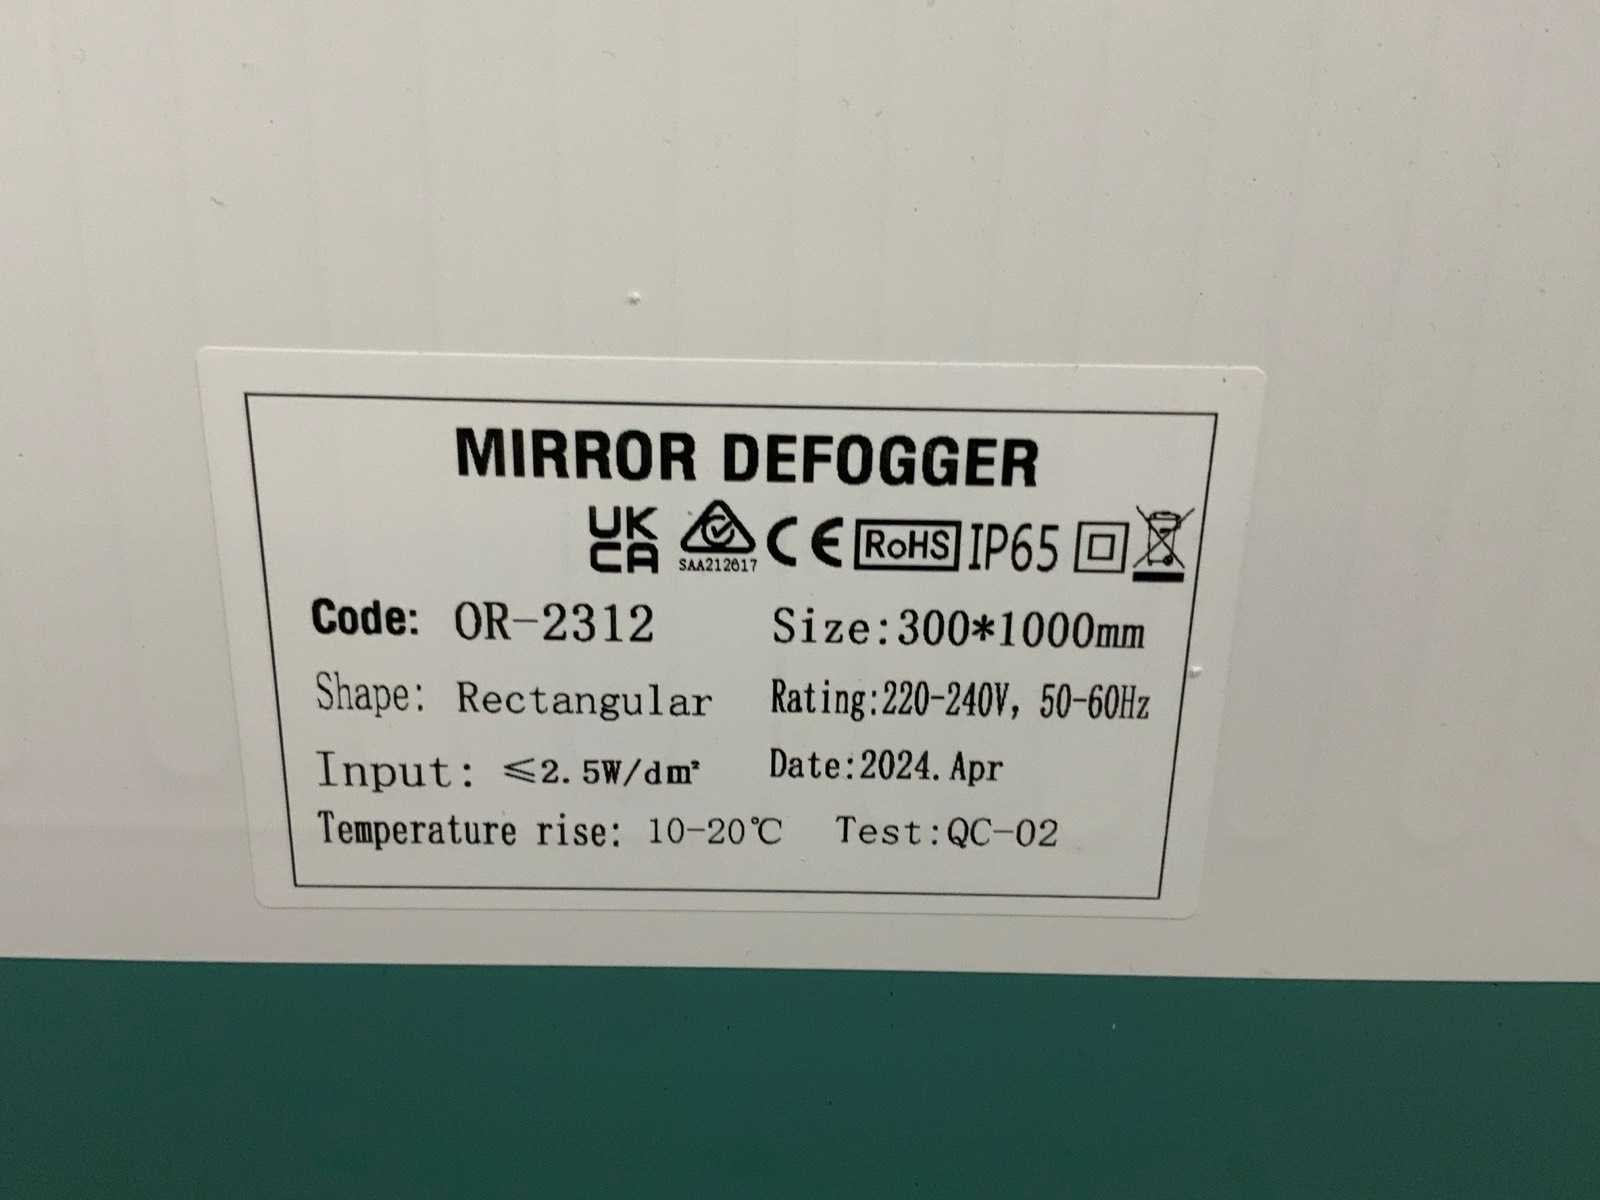 MIRROR DEFOGGER
UK CA SAA212617 CE RoHS IP65
Code: OR-2312 Size:300*1000mm
Shape: Rectangular Rating:220-240V, 50-60Hz
Input: ≤2.5W/dm² Date:2024.Apr
Temperature rise: 10-20℃ Test:QC-02